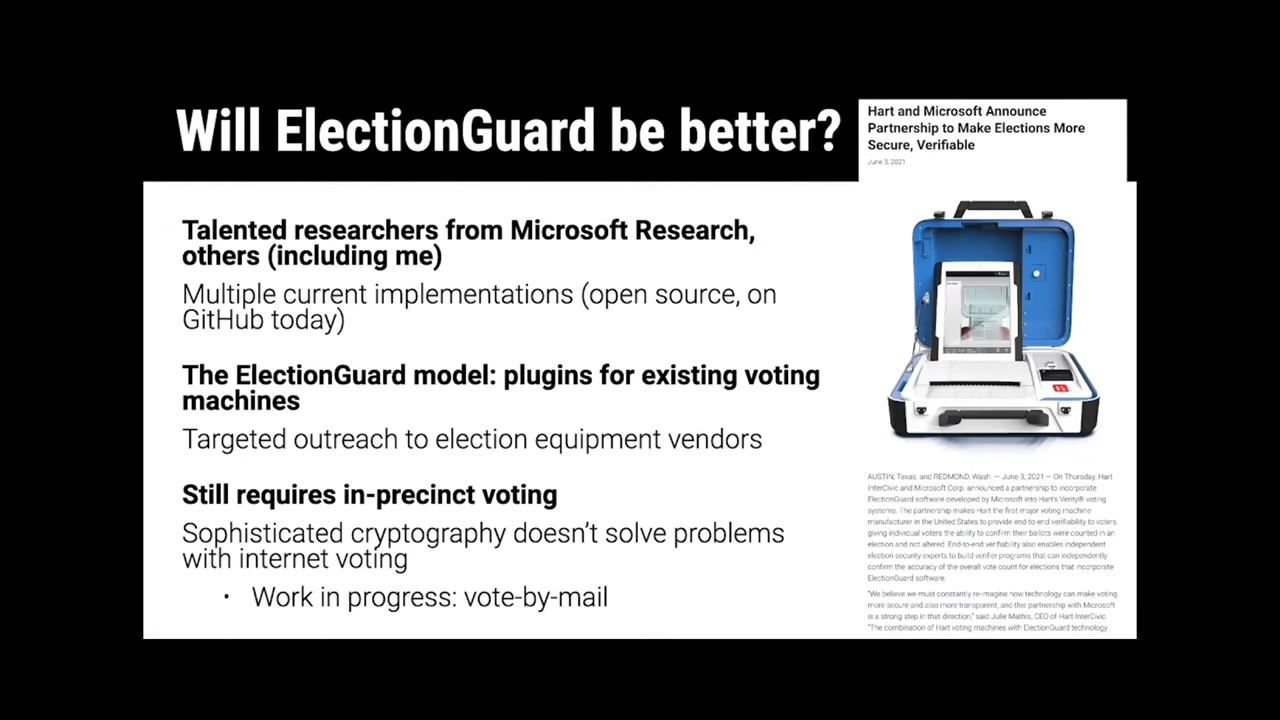 Will ElectionGuard be better?
Hart and Microsoft Announce
Partnership to Make Elections More
Secure, Verifiable
June 3, 2021
Talented researchers from Microsoft Research,
others (including me)
Multiple current implementations (open source, on
GitHub today)
The ElectionGuard model: plugins for existing voting
machines
Targeted outreach to election equipment vendors
Still requires in-precinct voting
Sophisticated cryptography doesn’t solve problems
with internet voting
• Work in progress: vote-by-mail
AUSTIN, Texas, and REDMOND, Wash. — June 3, 2021 — On Thursday, Hart
InterCivic and Microsoft Corp. announced a partnership to incorporate
ElectionGuard software developed by Microsoft into Hart's Verity® voting
systems. The partnership makes Hart the first major voting machine
manufacturer in the United States to provide end-to-end verifiability to voters,
giving individual voters the ability to confirm their ballots were counted in an
election and not altered. End-to-end verifiability also enables independent
election security experts to build verifier programs that can independently
confirm the accuracy of the overall vote count for elections that incorporate
ElectionGuard software.
"We believe we must constantly re-imagine how technology can make voting
more secure and also more transparent, and this partnership with Microsoft
is a strong step in that direction," said Julie Mathis, CEO of Hart InterCivic.
"The combination of Hart voting machines with ElectionGuard technology